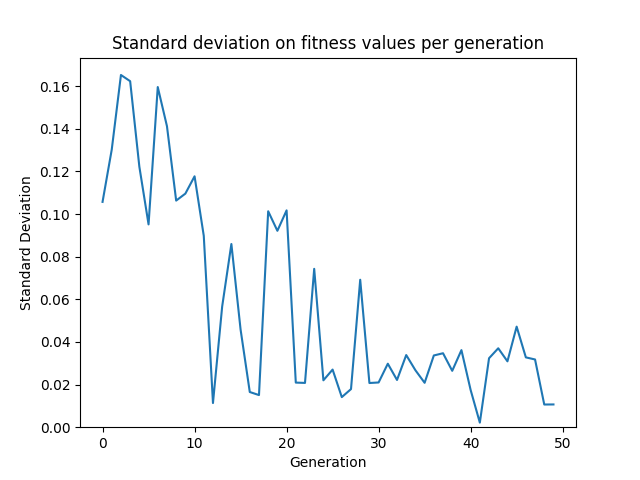 Standard deviation on fitness values per generation
0.16
0.14
0.12
0.10
0.08
0.06
0.04
0.02
0.00
Standard Deviation
0 10 20 30 40 50
Generation